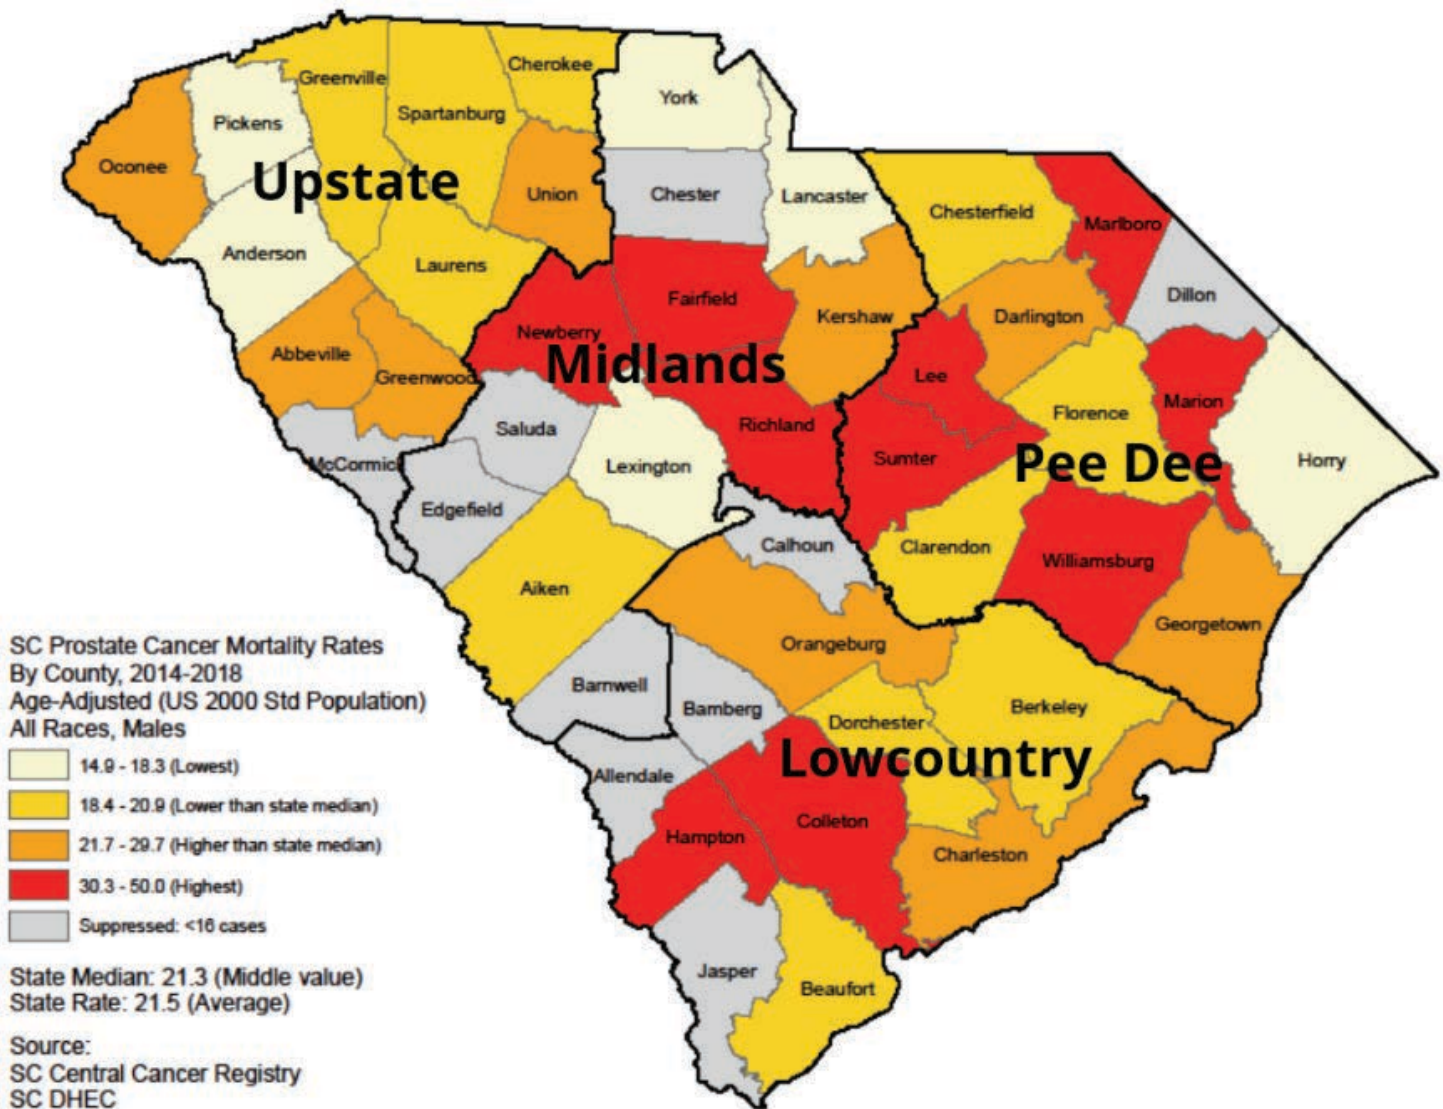 Cherokee
Greenville
York
Spartanburg
Pickens
Oconee
Upstate
Union
Chester
Lancaster
Chesterfield
Marlboro
Anderson
Laurens
Dillon
Fairfield
Newberry
Kershaw
Darlington
Abbeville
Midlands
Greenwood
Lee
Marion
Florence
Richland
Saluda
Sumter
Pee Dee
Horry
McCormick
Lexington
Edgefield
Calhoun
Clarendon
Williamsburg
Aiken
Georgetown
Orangeburg
Barnwell
Bamberg
Berkeley
Dorchester
Lowcountry
Allendale
Colleton
Hampton
Charleston
Jasper
Beaufort
SC Prostate Cancer Mortality Rates
By County, 2014-2018
Age-Adjusted (US 2000 Std Population)
All Races, Males
14.9 - 18.3 (Lowest)
18.4 - 20.9 (Lower than state median)
21.7 - 29.7 (Higher than state median)
30.3 - 50.0 (Highest)
Suppressed: <16 cases
State Median: 21.3 (Middle value)
State Rate: 21.5 (Average)
Source:
SC Central Cancer Registry
SC DHEC